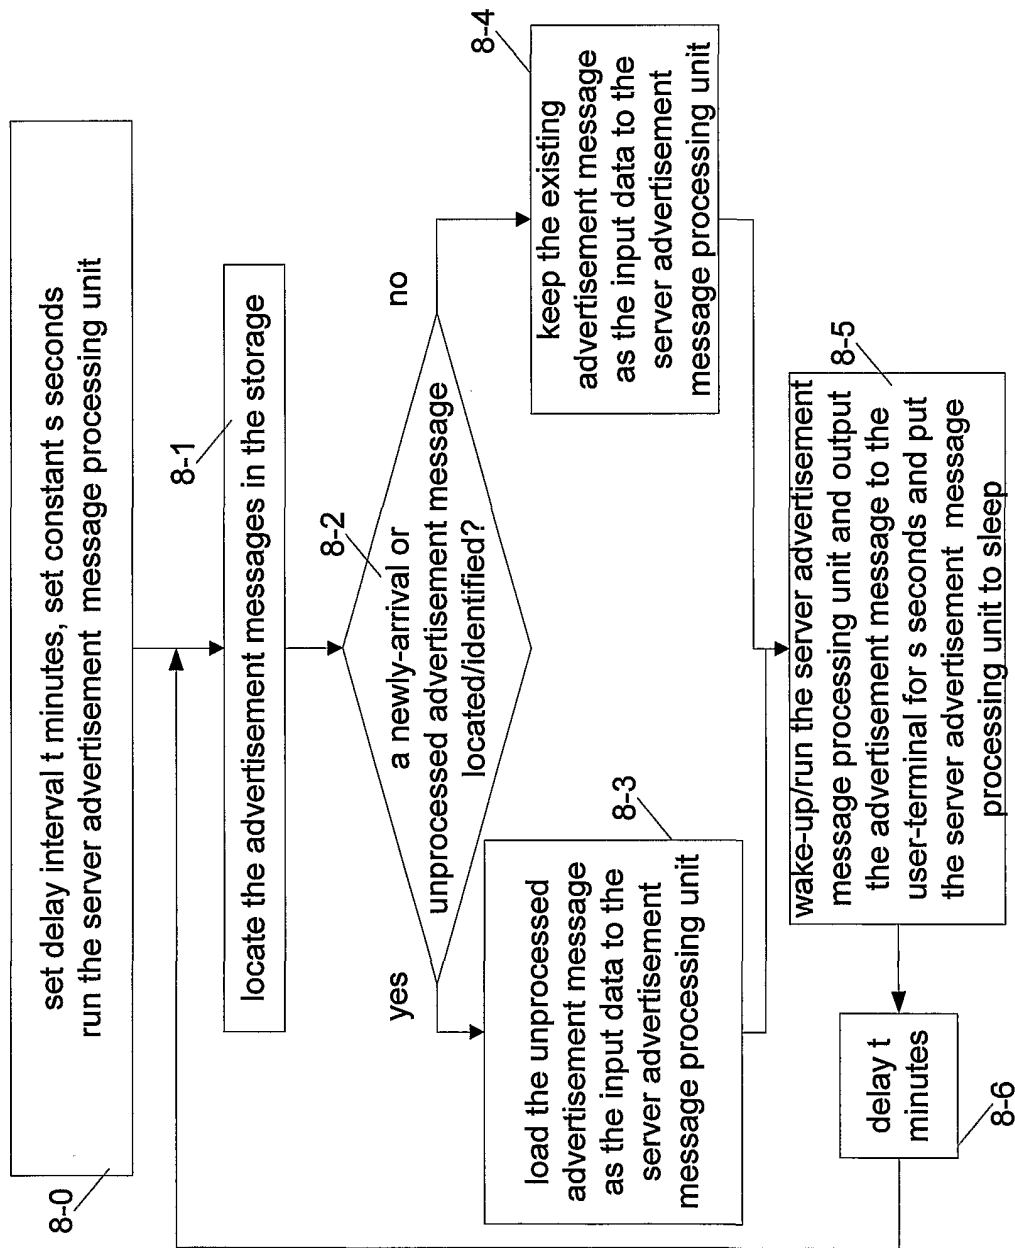 8-0
set delay interval t minutes, set constant s seconds
run the server advertisement message processing unit
8-1
locate the advertisement messages in the storage
8-2
a newly-arrival or
unprocessed advertisement message
located/identified?
yes
no
8-3
load the unprocessed
advertisement message
as the input data to the
server advertisement
message processing unit
8-4
keep the existing
advertisement message
as the input data to the
server advertisement
message processing unit
8-5
wake-up/run the server advertisement
message processing unit and output
the advertisement message to the
user-terminal for s seconds and put
the server advertisement message
processing unit to sleep
delay t
minutes
8-6